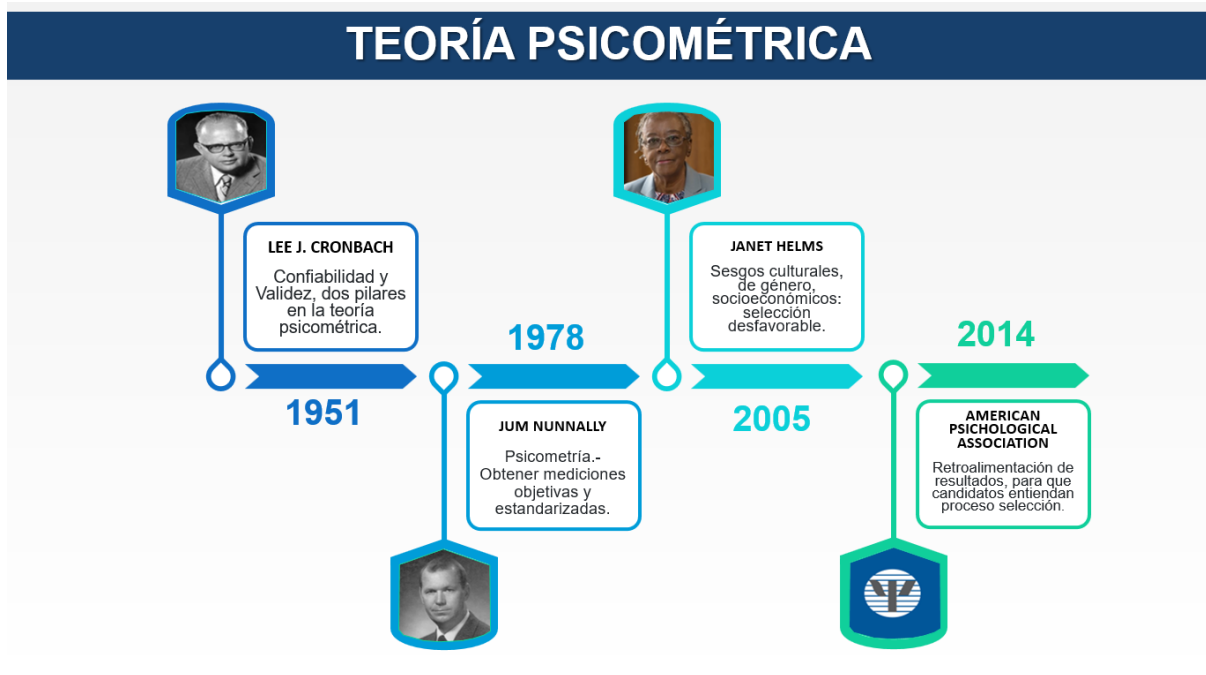 TEORÍA PSICOMÉTRICA
LEE J. CRONBACH
Confiabilidad y
Validez, dos pilares
en la teoría
psicométrica.
1951
1978
JUM NUNNALLY
Psicometría.-
Obtener mediciones
objetivas y
estandarizadas.
JANET HELMS
Sesgos culturales,
de género,
socioeconómicos:
selección
desfavorable.
2005
2014
AMERICAN
PSICHOLOGICAL
ASSOCIATION
Retroalimentación de
resultados, para que
candidatos entiendan
proceso selección.